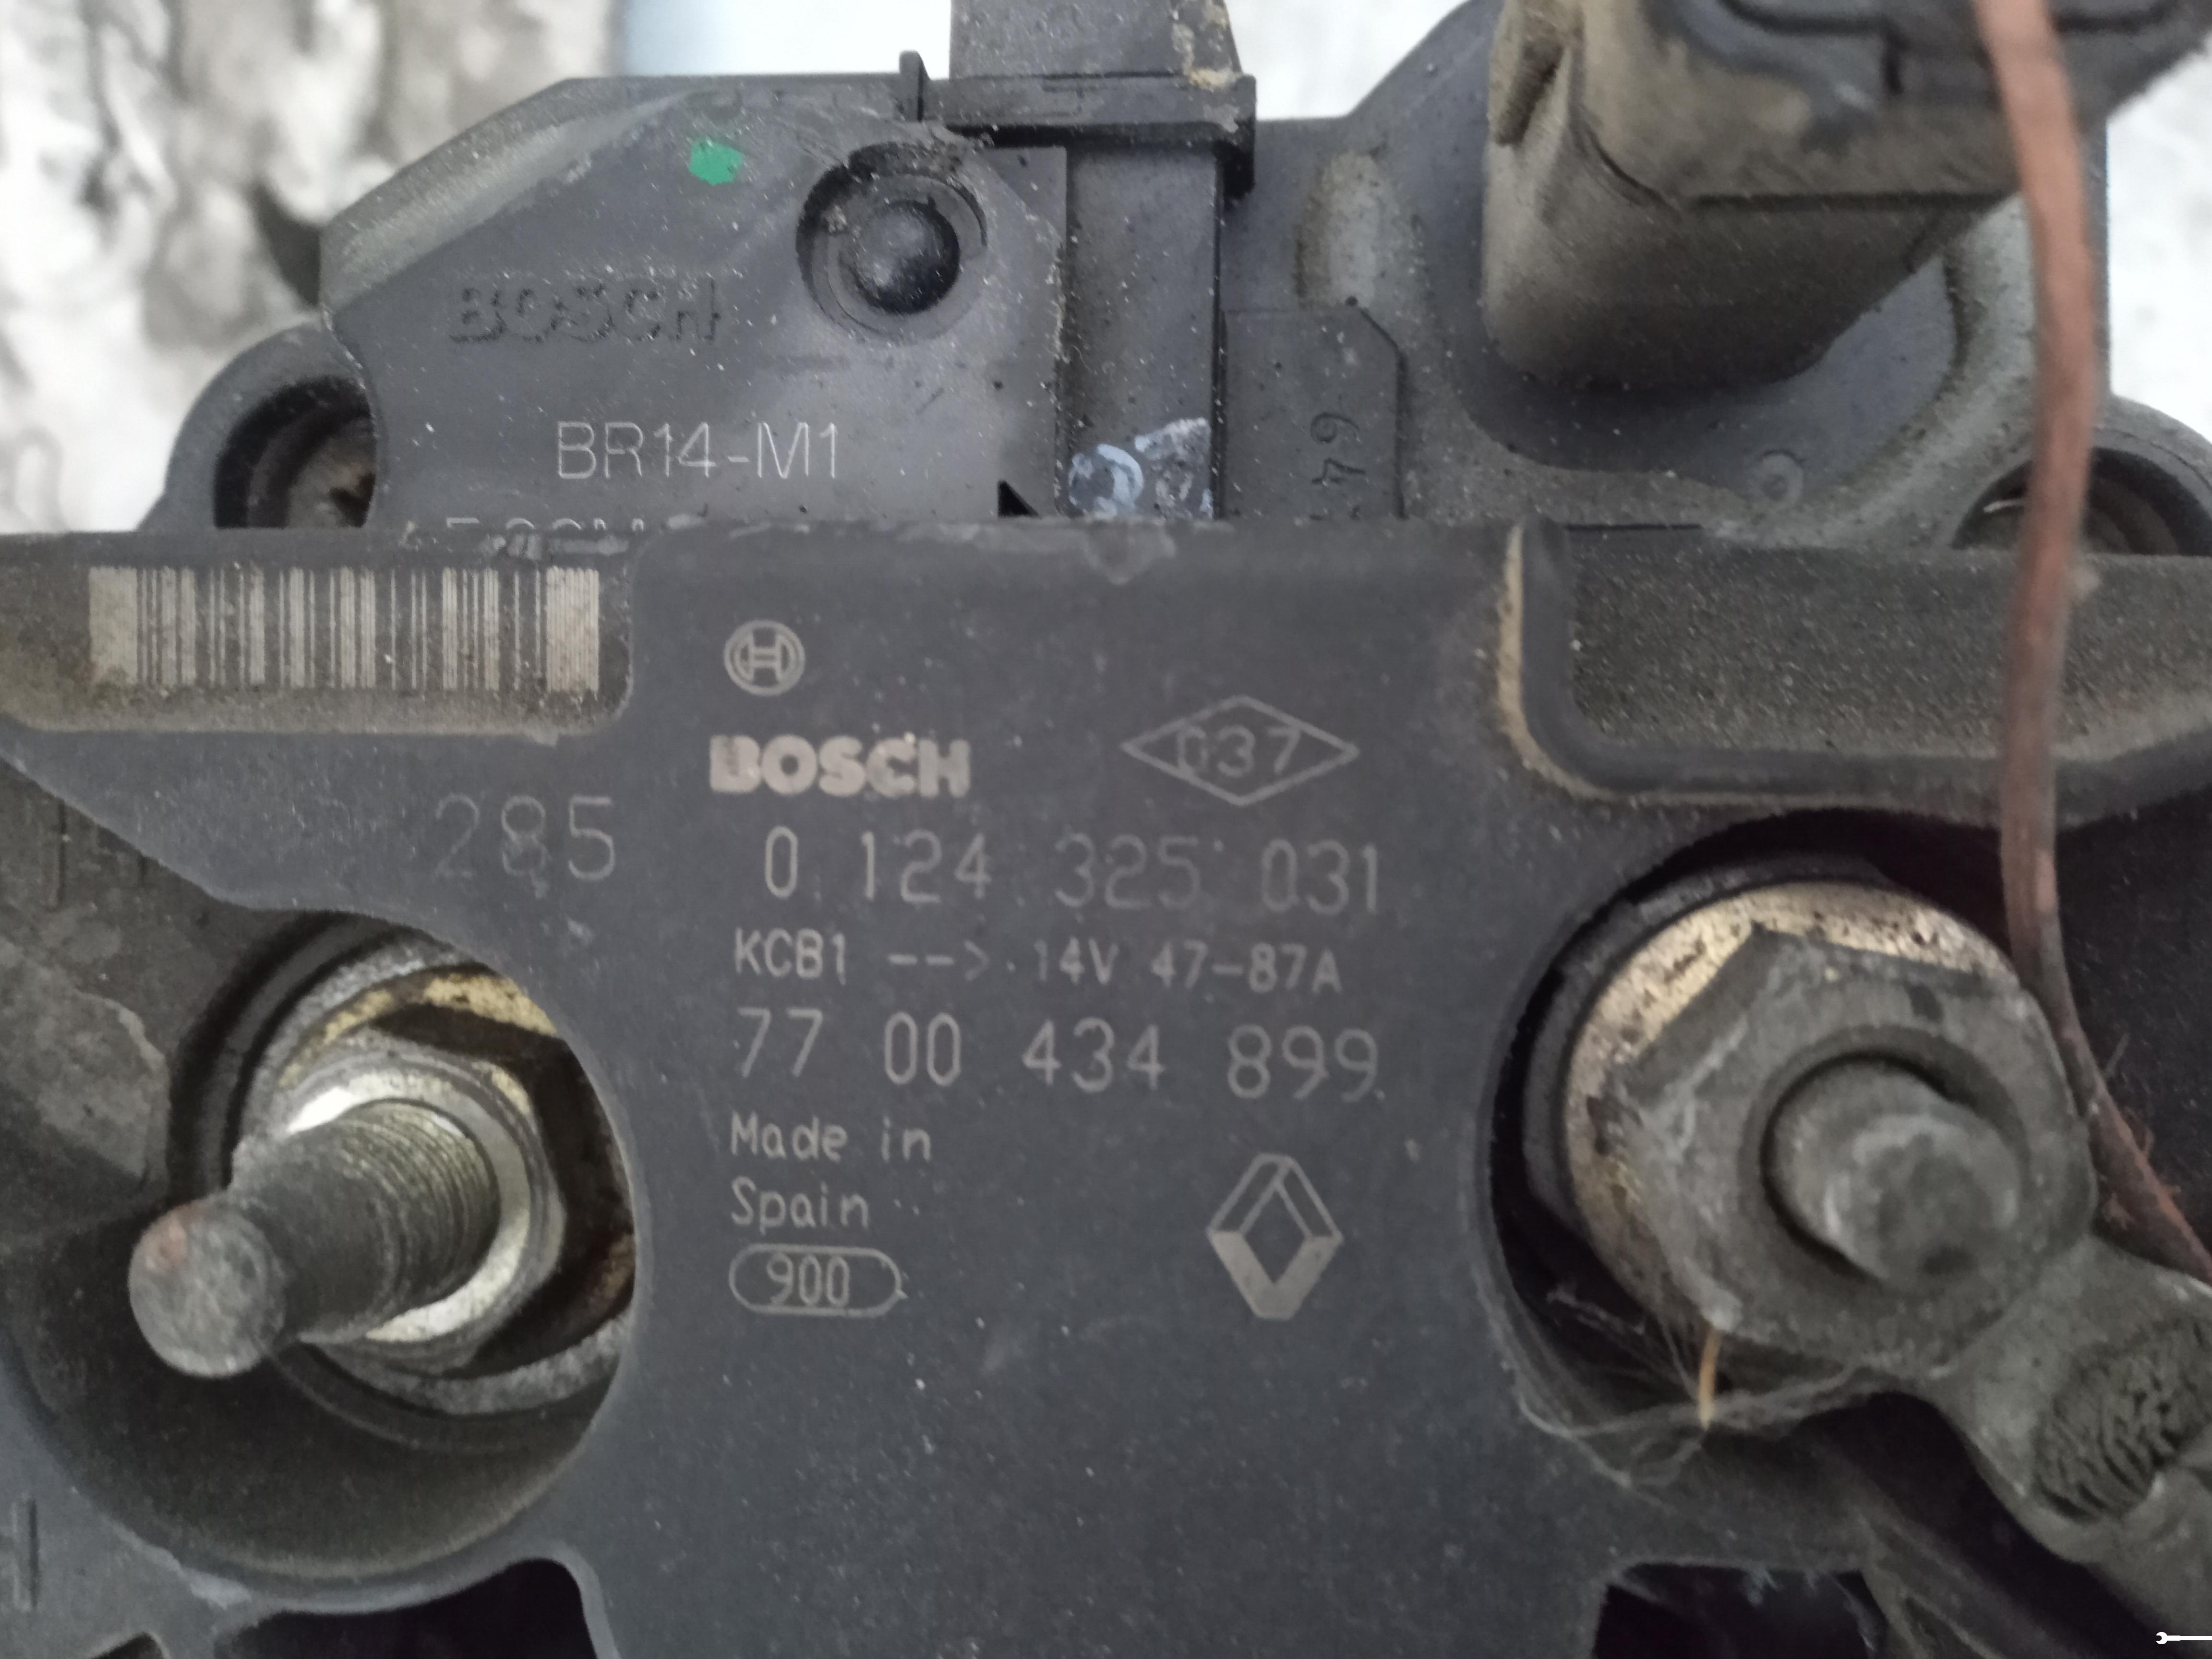 BOSCH
BR14-M1
64
BOSCH
037
285
0 124 325 031
KCB1 --> 14V 47-87A
77 00 434 899
Made in
Spain
900